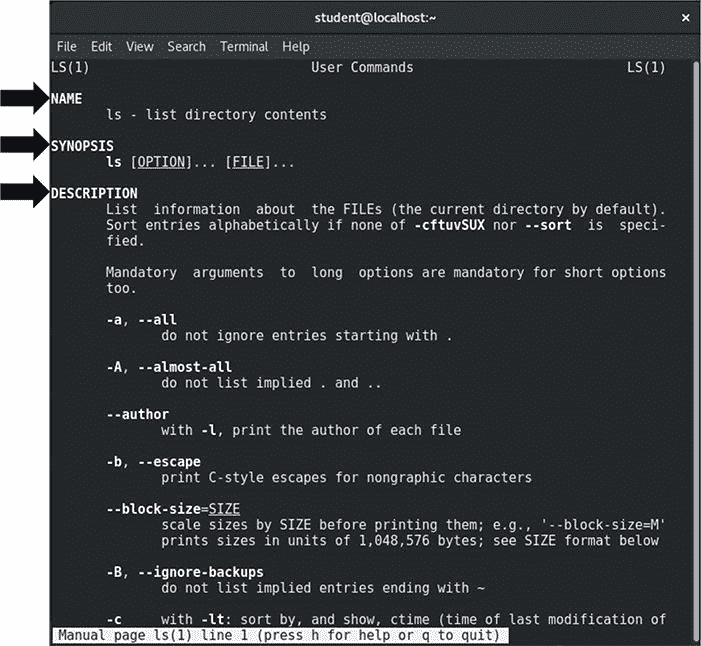 student@localhost:~ ×
File Edit View Search Terminal Help
LS(1) User Commands LS(1)
NAME
ls - list directory contents
SYNOPSIS
ls [OPTION]... [FILE]...
DESCRIPTION
List information about the FILEs (the current directory by default).
Sort entries alphabetically if none of -cftuvSUX nor --sort is speci-
fied.
Mandatory arguments to long options are mandatory for short options
too.
-a, --all
do not ignore entries starting with .
-A, --almost-all
do not list implied . and ..
--author
with -l, print the author of each file
-b, --escape
print C-style escapes for nongraphic characters
--block-size=SIZE
scale sizes by SIZE before printing them; e.g., '--block-size=M'
prints sizes in units of 1,048,576 bytes; see SIZE format below
-B, --ignore-backups
do not list implied entries ending with ~
-c with -lt: sort by, and show, ctime (time of last modification of
Manual page ls(1) line 1 (press h for help or q to quit)